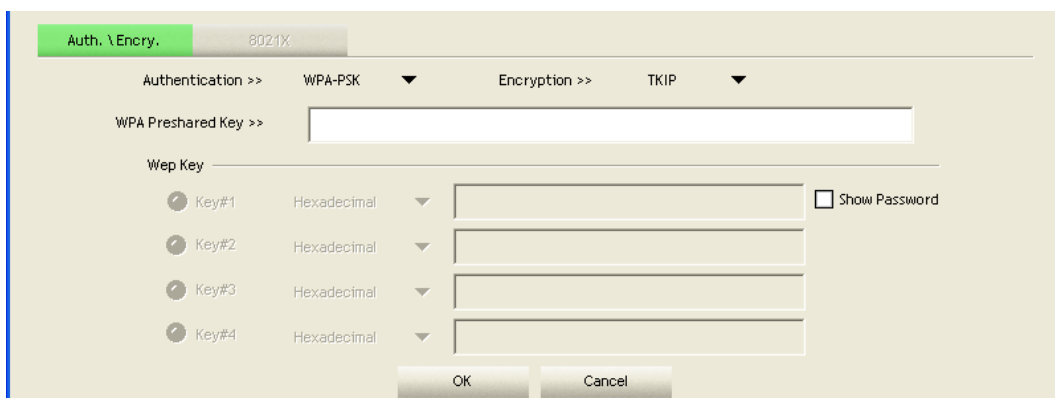 Auth. \ Encry. 8021X
Authentication >> WPA-PSK Encryption >> TKIP
WPA Preshared Key >>
Wep Key
Key#1 Hexadecimal Show Password
Key#2 Hexadecimal
Key#3 Hexadecimal
Key#4 Hexadecimal
OK Cancel